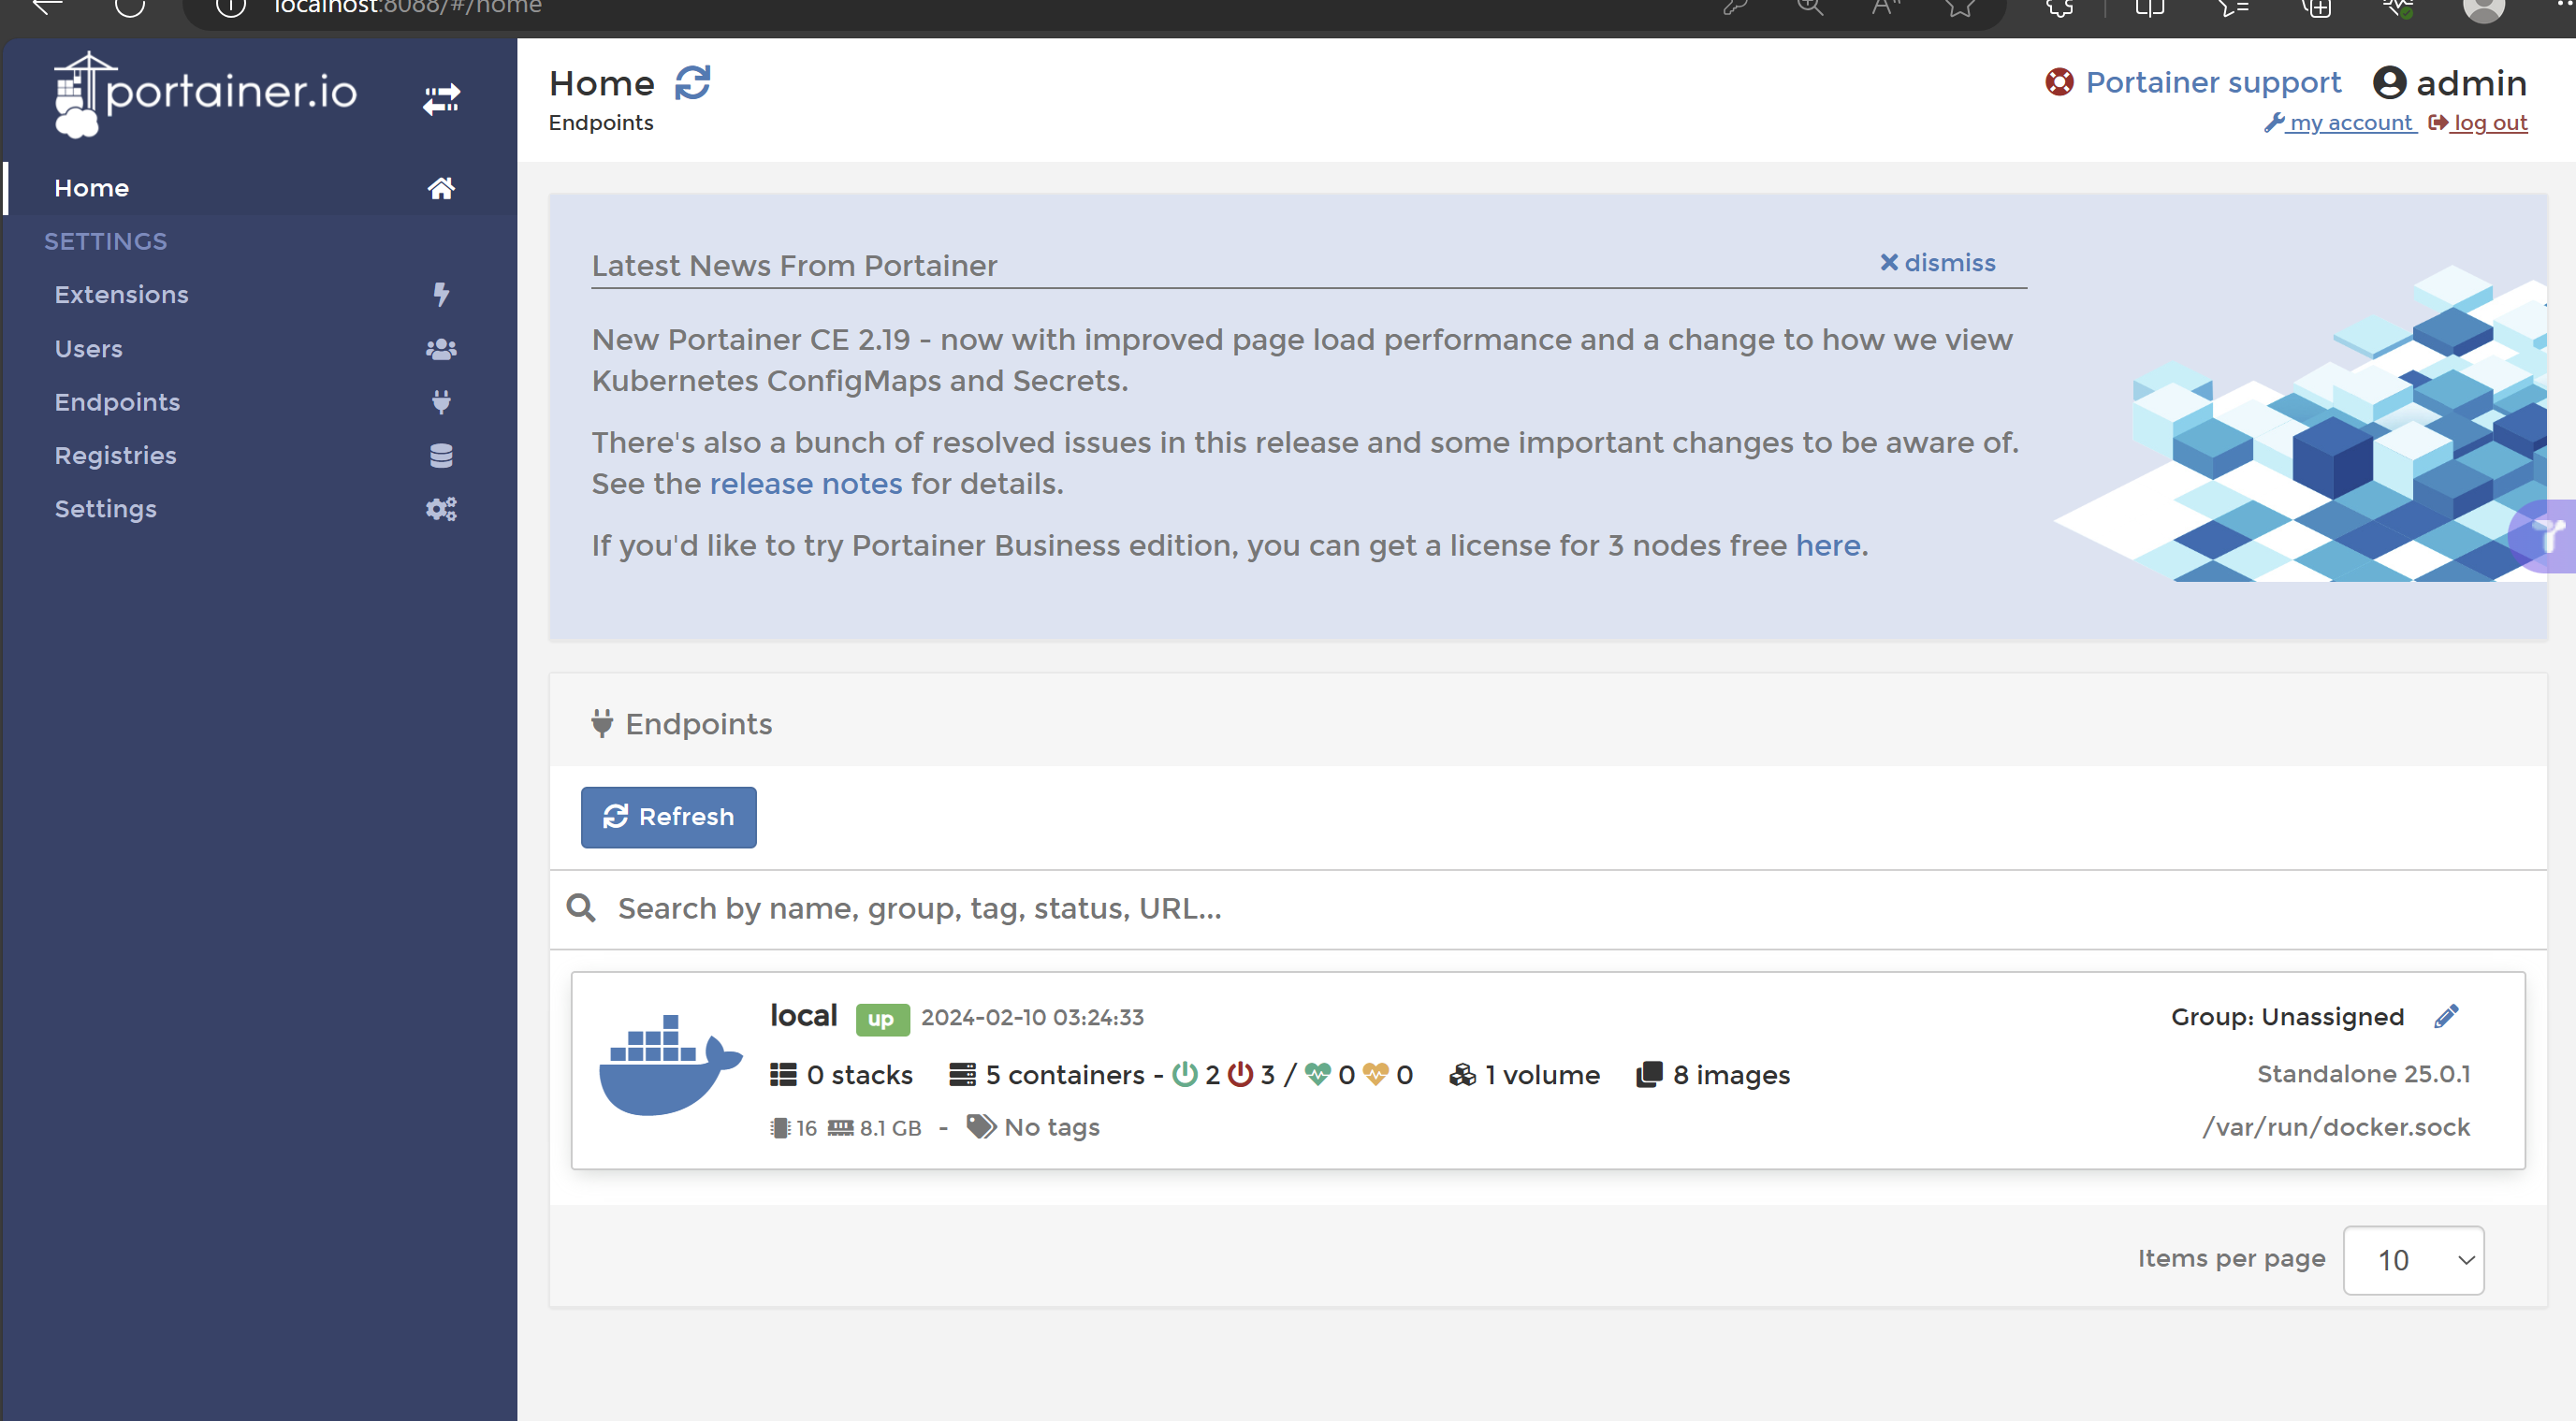 localhost:8088/#/home
portainer.io
Home
SETTINGS
Extensions
Users
Endpoints
Registries
Settings
Home
Endpoints
Portainer support
admin
my account
log out
Latest News From Portainer
dismiss
New Portainer CE 2.19 - now with improved page load performance and a change to how we view
Kubernetes ConfigMaps and Secrets.
There's also a bunch of resolved issues in this release and some important changes to be aware of.
See the release notes for details.
If you'd like to try Portainer Business edition, you can get a license for 3 nodes free here.
Endpoints
Refresh
Search by name, group, tag, status, URL...
local up 2024-02-10 03:24:33
Group: Unassigned
0 stacks 5 containers - 2 3 / 0 0 1 volume 8 images
Standalone 25.0.1
16 8.1 GB - No tags
/var/run/docker.sock
Items per page 10